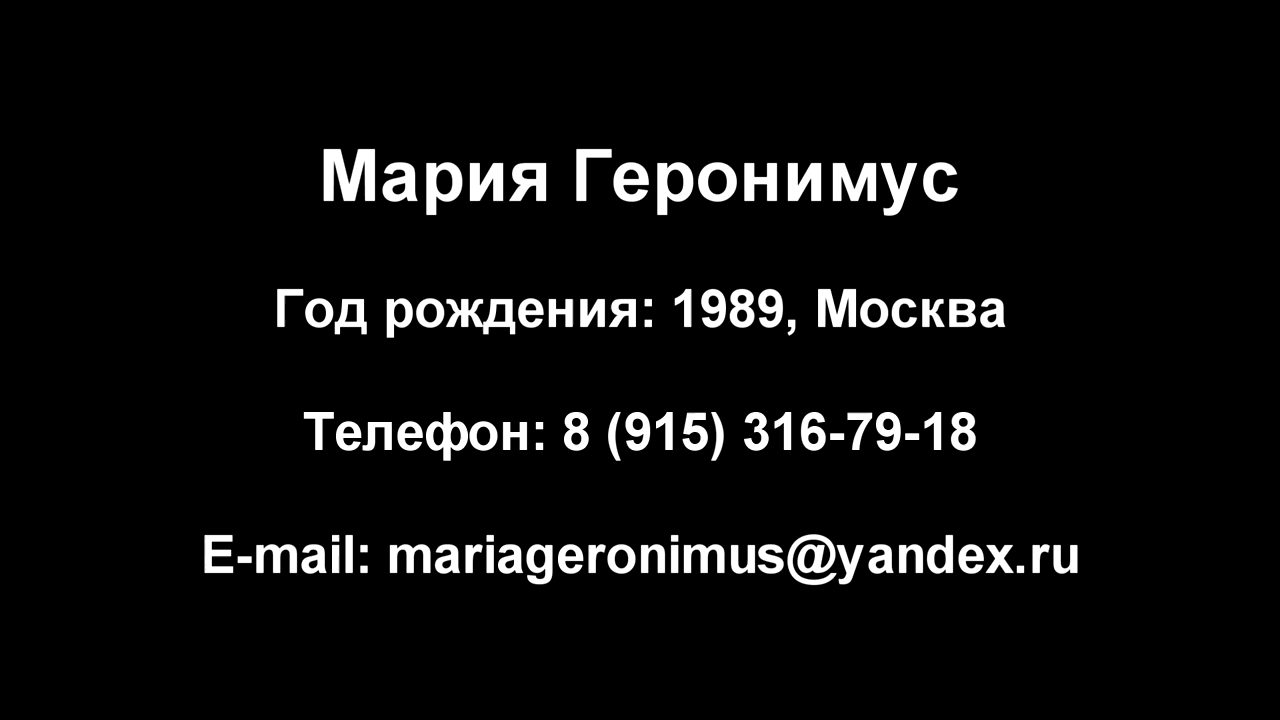 Мария Геронимус
Год рождения: 1989, Москва
Телефон: 8 (915) 316-79-18
E-mail: mariageronimus@yandex.ru